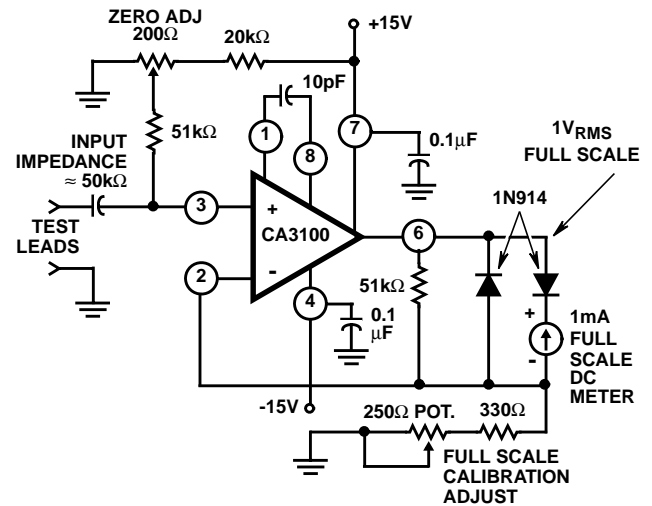 ZERO ADJ
200Ω
20kΩ
+15V
10pF
51kΩ
1
8
7
0.1μF
INPUT
IMPEDANCE
≈ 50kΩ
1VRMS
FULL SCALE
1N914
TEST
LEADS
3
+
CA3100
6
2
-
4
0.1
μF
51kΩ
+
-
1mA
FULL
SCALE
DC
METER
-15V
250Ω POT.
330Ω
FULL SCALE
CALIBRATION
ADJUST